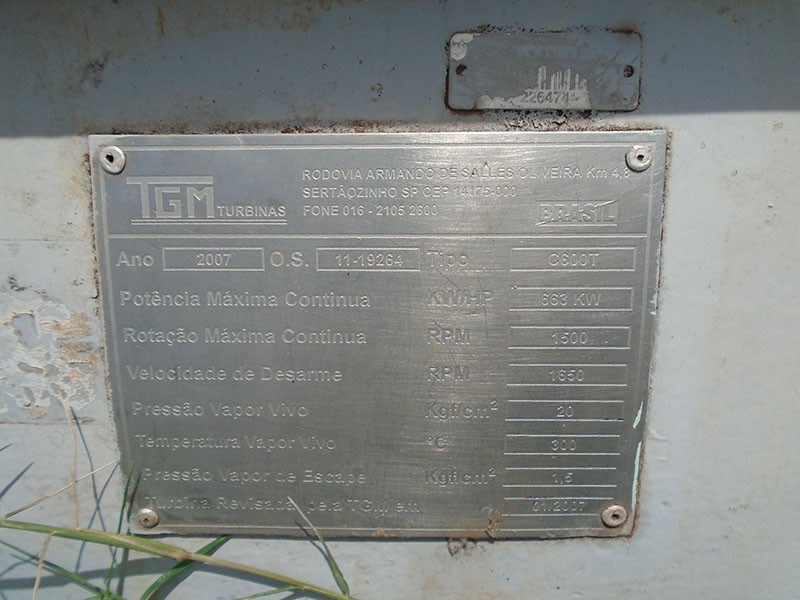 TGM TURBINAS
RODOVIA ARMANDO DE SALLES OLIVEIRA Km 4,8
SERTÃOZINHO SP CEP 14175-000
FONE 016 - 2105 2600
BRASIL
Ano 2007 O.S. 11-19264 Tipo C600T
Potência Máxima Continua KW/HP 663 KW
Rotação Máxima Continua RPM 1500
Velocidade de Desarme RPM 1650
Pressão Vapor Vivo Kgf/cm² 20
Temperatura Vapor Vivo °C 300
Pressão Vapor de Escape Kgf/cm² 1,5
Turbina Revisada pela TGM em 01/2007